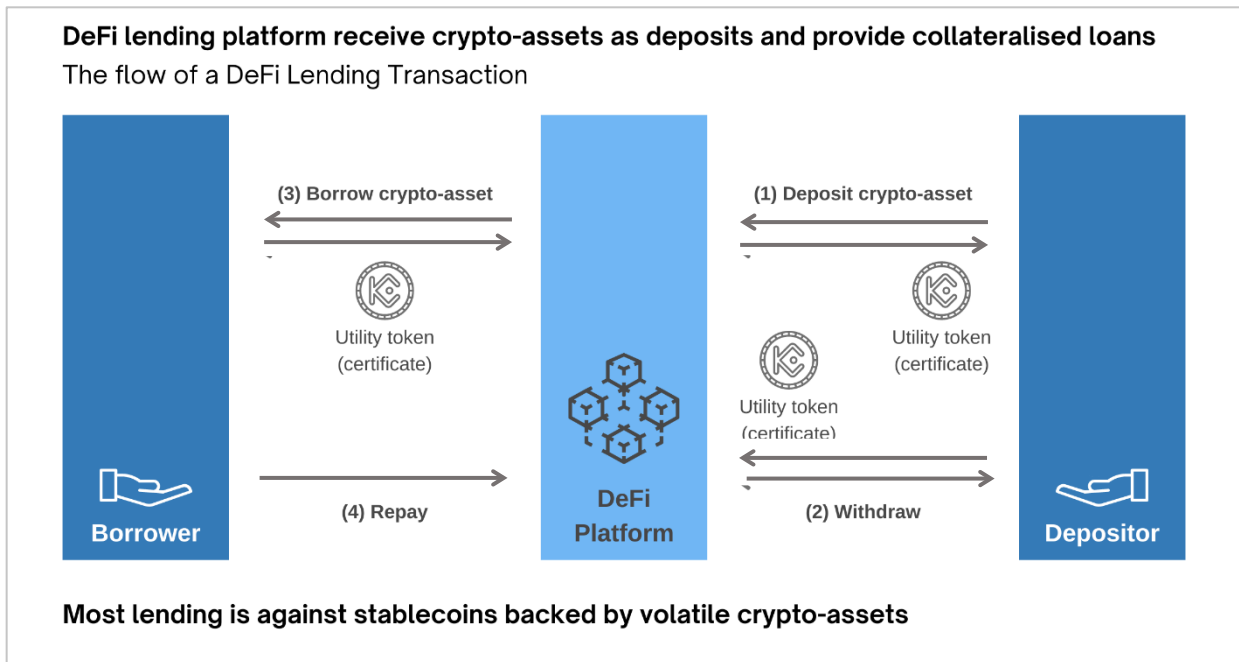 DeFi lending platform receive crypto-assets as deposits and provide collateralised loans
The flow of a DeFi Lending Transaction
(3) Borrow crypto-asset
(1) Deposit crypto-asset
Utility token
(certificate)
Utility token
(certificate)
Utility token
(certificate)
DeFi
Platform
Borrower
(4) Repay
(2) Withdraw
Depositor
Most lending is against stablecoins backed by volatile crypto-assets